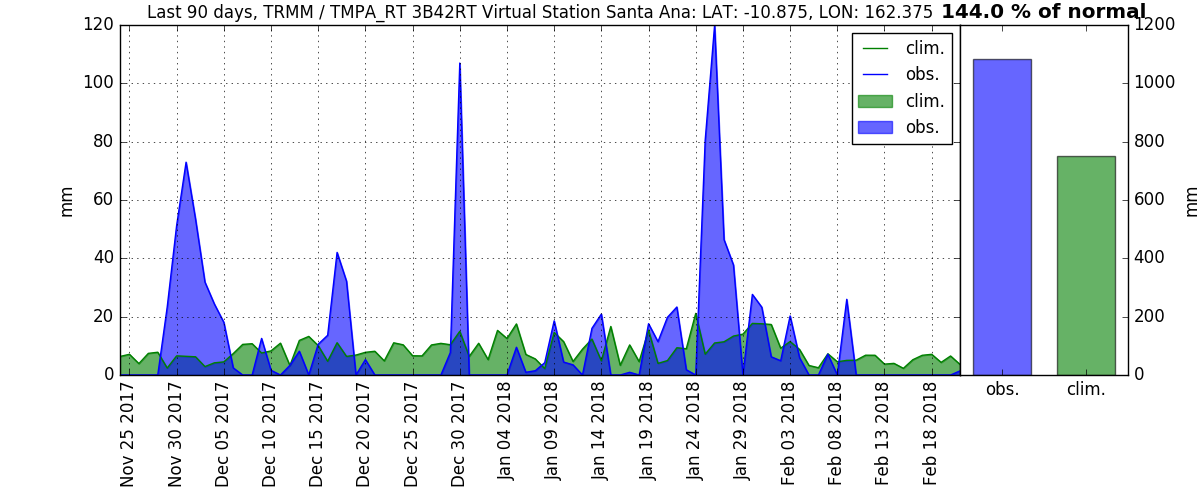 Last 90 days, TRMM / TMPA_RT 3B42RT Virtual Station Santa Ana: LAT: -10.875, LON: 162.375 144.0 % of normal
120
100
80
60
40
20
0
mm
clim.
obs.
clim.
obs.
1200
1000
800
600
400
200
0
mm
Nov 25 2017
Nov 30 2017
Dec 05 2017
Dec 10 2017
Dec 15 2017
Dec 20 2017
Dec 25 2017
Dec 30 2017
Jan 04 2018
Jan 09 2018
Jan 14 2018
Jan 19 2018
Jan 24 2018
Jan 29 2018
Feb 03 2018
Feb 08 2018
Feb 13 2018
Feb 18 2018
obs. clim.